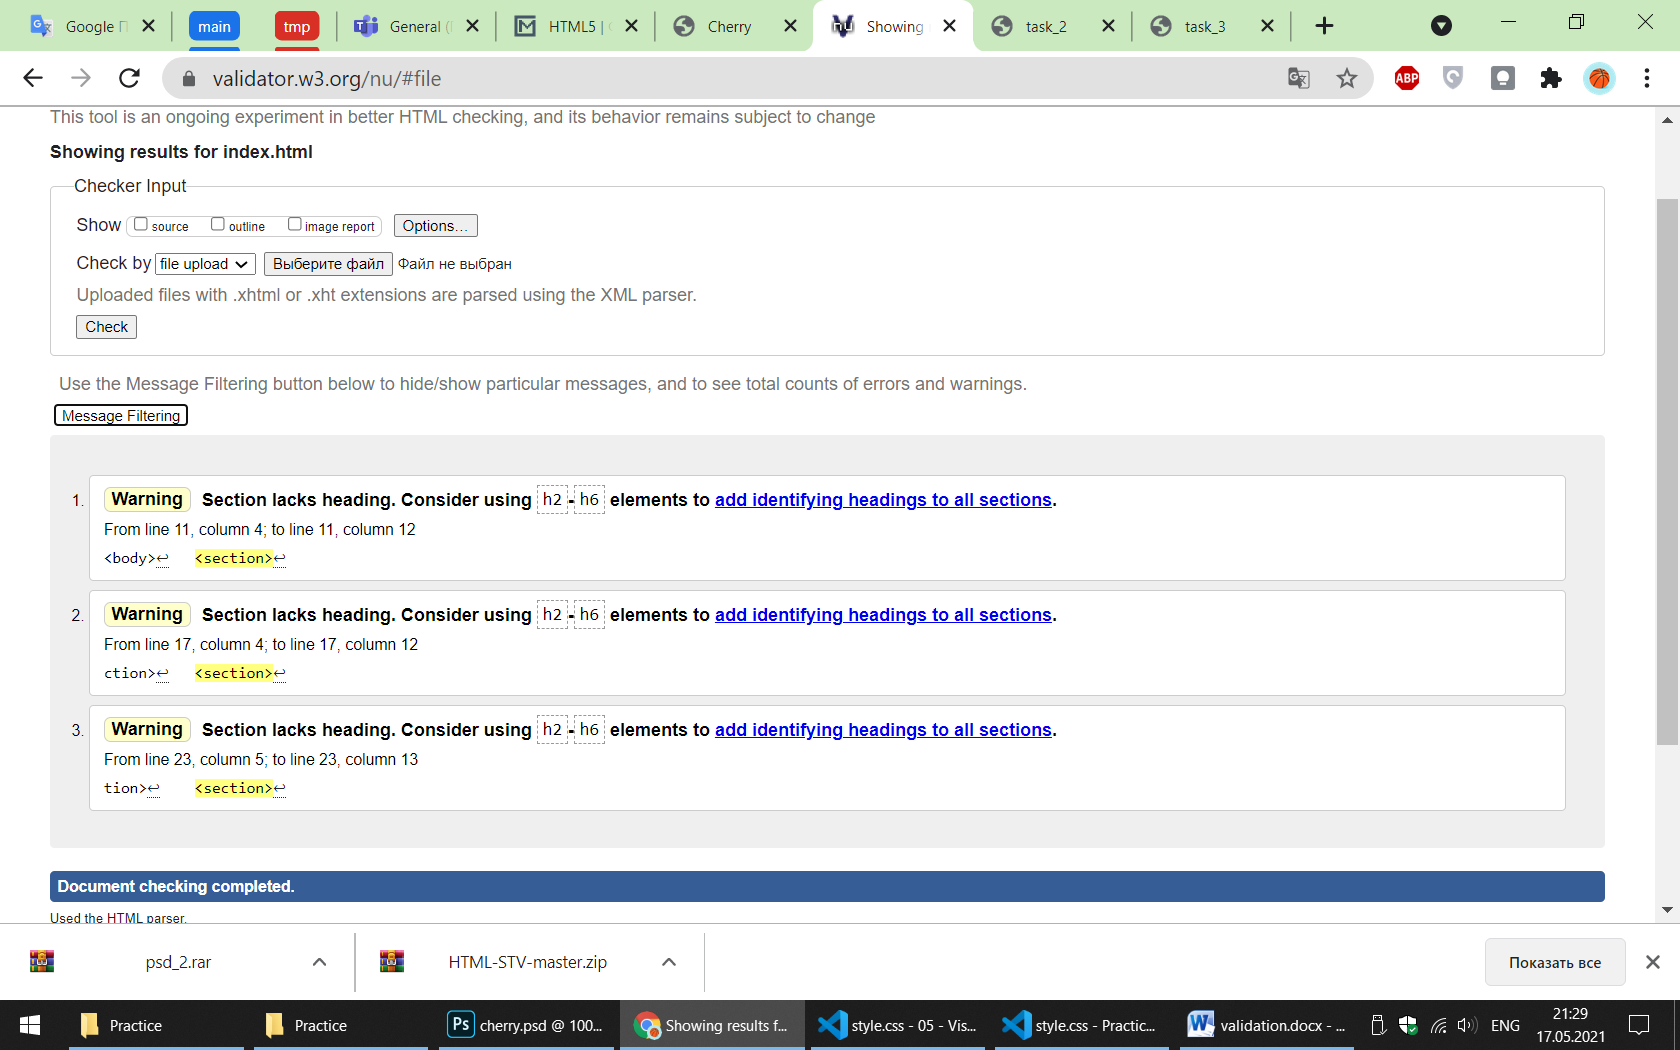 Google П
main
tmp
General (
HTML5 |
Cherry
Showing
task_2
task_3
validator.w3.org/nu/#file
ABP
This tool is an ongoing experiment in better HTML checking, and its behavior remains subject to change
Showing results for index.html
Checker Input
Show source outline image report Options...
Check by file upload Выберите файл Файл не выбран
Uploaded files with .xhtml or .xht extensions are parsed using the XML parser.
Check
Use the Message Filtering button below to hide/show particular messages, and to see total counts of errors and warnings.
Message Filtering
1. Warning Section lacks heading. Consider using h2-h6 elements to add identifying headings to all sections.
From line 11, column 4; to line 11, column 12
<body>↩ <section>↩
2. Warning Section lacks heading. Consider using h2-h6 elements to add identifying headings to all sections.
From line 17, column 4; to line 17, column 12
ction>↩ <section>↩
3. Warning Section lacks heading. Consider using h2-h6 elements to add identifying headings to all sections.
From line 23, column 5; to line 23, column 13
tion>↩ <section>↩
Document checking completed.
Used the HTML parser.
psd_2.rar
HTML-STV-master.zip
Показать все
Practice
Practice
Ps cherry.psd @ 100...
Showing results f...
style.css - 05 - Vis...
style.css - Practic...
validation.docx - ...
ENG
21:29
17.05.2021